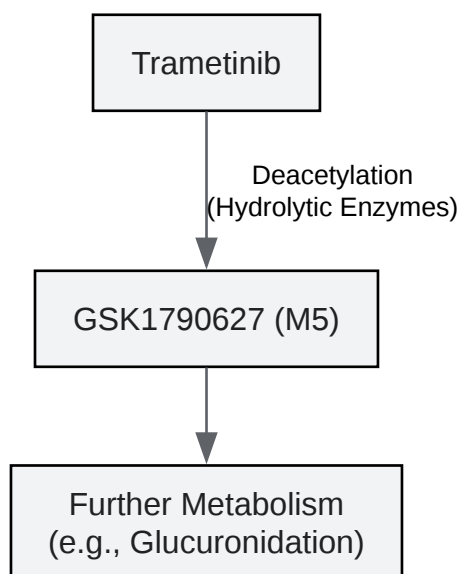 Trametinib
Deacetylation
(Hydrolytic Enzymes)
GSK1790627 (M5)
Further Metabolism
(e.g., Glucuronidation)